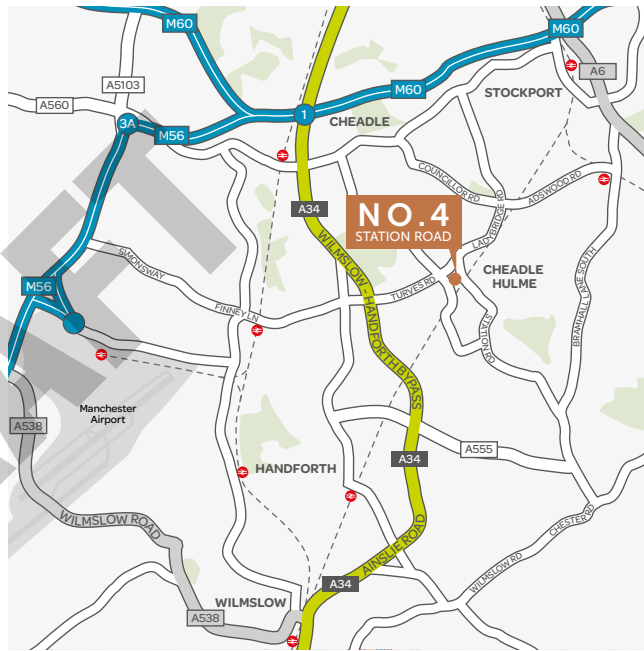 M60
M60
A5103
A6
M60
STOCKPORT
A560
3A
M56
1
CHEADLE
COUNCILLOR RD
ADSWOOD RD
A34
NO.4
STATION ROAD
LADYBRIDGE RD
WILMSLOW - HANDFORTH BYPASS
SIMONSWAY
CHEADLE
HULME
BRAMHALL LANE SOUTH
M56
TURVES RD
FINNEY LN
STATION RD
Manchester
Airport
A538
A555
A34
HANDFORTH
WILMSLOW ROAD
CHESTER RD
AINSLIE ROAD
WILMSLOW RD
A34
WILMSLOW
A538